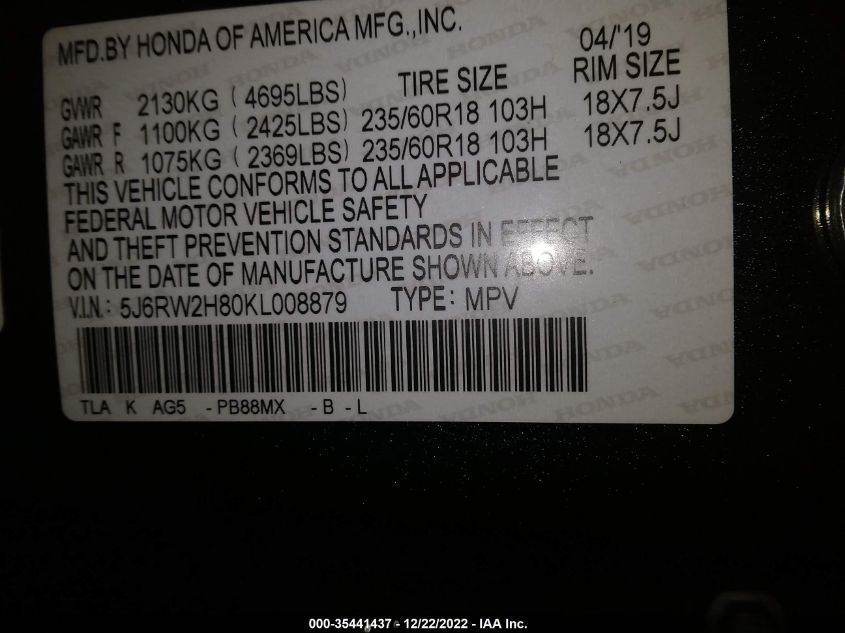 MFD.BY HONDA OF AMERICA MFG.,INC. 04/'19
TIRE SIZE RIM SIZE
GVWR 2130KG (4695LBS)
GAWR F 1100KG (2425LBS) 235/60R18 103H 18X7.5J
GAWR R 1075KG (2369LBS) 235/60R18 103H 18X7.5J
THIS VEHICLE CONFORMS TO ALL APPLICABLE
FEDERAL MOTOR VEHICLE SAFETY
AND THEFT PREVENTION STANDARDS IN EFFECT
ON THE DATE OF MANUFACTURE SHOWN ABOVE.
V.I.N.: 5J6RW2H80KL008879 TYPE: MPV
TLA K AG5 -PB88MX -B -L
000-35441437 - 12/22/2022 - IAA Inc.